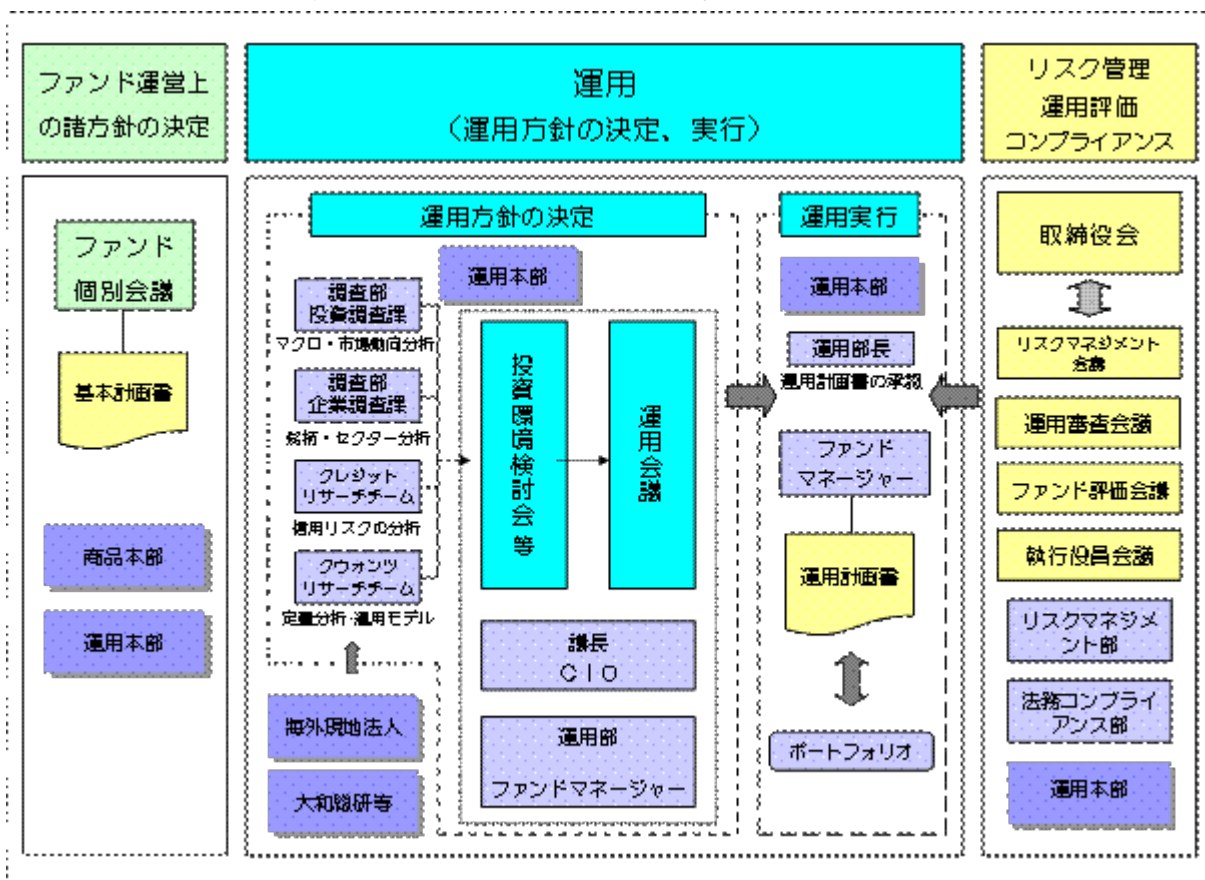 ファンド運営上
の諸方針の決定
運用
（運用方針の決定、実行）
リスク管理
運用評価
コンプライアンス
ファンド
個別会議
基本計画書
商品本部
運用本部
運用方針の決定
運用本部
調査部
投資調査課
マクロ・市場動向分析
調査部
企業調査課
銘柄・セクター分析
クレジット
リサーチチーム
信用リスクの分析
クウォンツ
リサーチチーム
定量分析・運用モデル
海外現地法人
大和総研等
投資環境検討会等
運用会議
議長
ＣＩＯ
運用部
ファンドマネージャー
運用実行
運用本部
運用部長
運用計画書の承認
ファンド
マネージャー
運用計画書
ポートフォリオ
取締役会
リスクマネジメント
会議
運用審査会議
ファンド評価会議
執行役員会議
リスクマネジメ
ント部
法務コンプライ
アンス部
運用本部